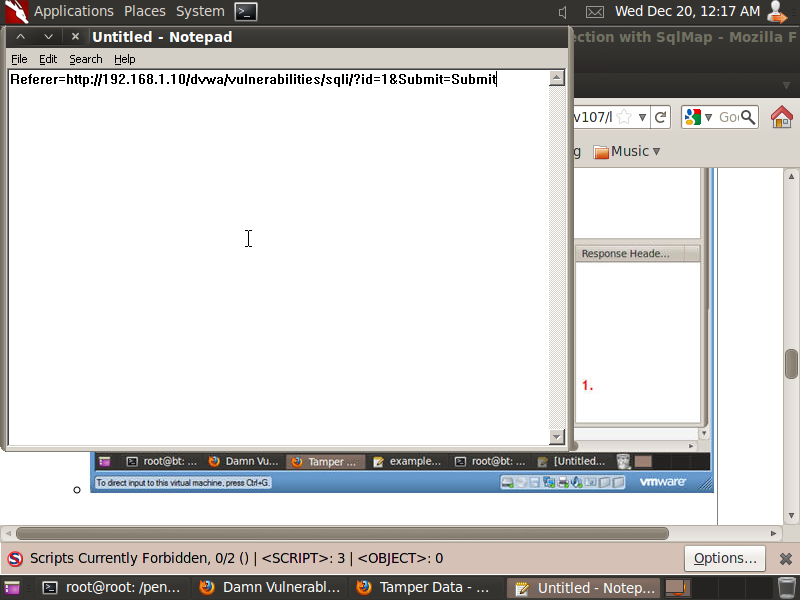 Applications Places System Wed Dec 20, 12:17 AM
Untitled - Notepad
ection with SqlMap - Mozilla F
File Edit Search Help
Referer=http://192.168.1.10/dvwa/vulnerabilities/sqli/?id=1&Submit=Submit
v107/l
Goo
g Music
Response Heade...
1.
root@bt: ... Damn Vu... Tamper ... example... root@bt: ... [Untitled...
To direct input to this virtual machine, press Ctrl+G.
vmware
Scripts Currently Forbidden, 0/2 () | <SCRIPT>: 3 | <OBJECT>: 0
Options...
root@root: /pen... Damn Vulnerabl... Tamper Data - ... Untitled - Notep...